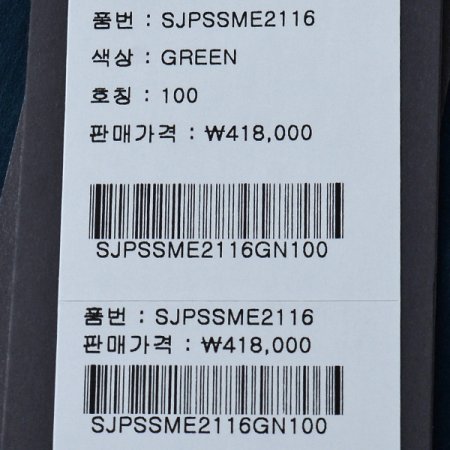 품번 : SJPSSME2116
색상 : GREEN
호칭 : 100
판매가격 : ₩418,000
SJPSSME2116GN100
품번 : SJPSSME2116
판매가격 : ₩418,000
SJPSSME2116GN100